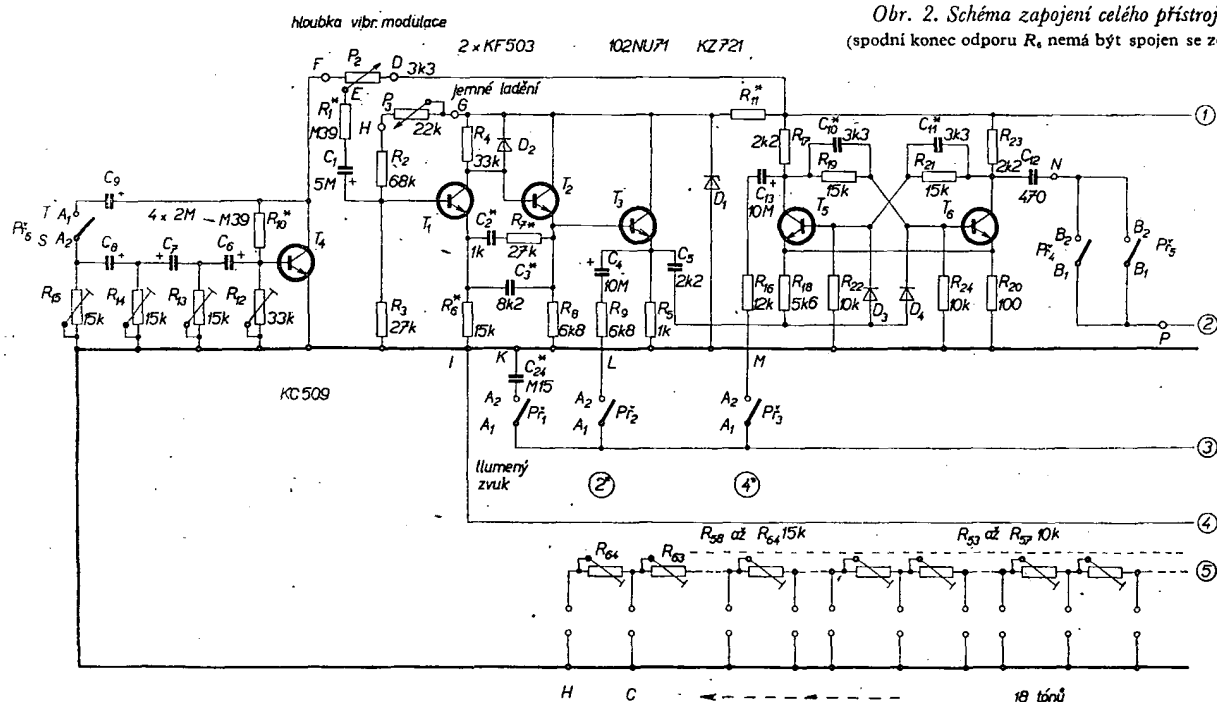 Obr. 2. Schéma zapojení celého přístroj
(spodní konec odporu R₆ nemá být spojen se z
hloubka vibr. modulace
2 x KF503
102NU71
KZ721
F
P₂
D
3k3
E
jemné ladění
P₃
G
22k
H
R₁*
M39
C₁
5M
+
R₂
68k
R₄
33k
D₂
R₁₁*
①
R₁₇
2k2
C₁₀*
3k3
C₁₁*
3k3
R₂₃
2k2
R₁₉
15k
R₂₁
15k
C₁₂
470
N
C₁₃
10M
+
D₁
C₉
+
T
A₁
4 x 2M
M39
R₁₀*
Př₆
S
A₂
C₈
+
C₇
+
C₆
+
T₄
T₁
T₂
T₃
T₅
T₆
C₂*
1k
R₇*
27k
C₃*
8k2
C₄
+
10M
C₅
2k2
B₂
Př₄
B₁
B₂
Př₅
B₁
R₁₅
15k
R₁₄
15k
R₁₃
15k
R₁₂
33k
R₃
27k
R₆*
15k
R₈
6k8
R₉
6k8
R₅
1k
R₁₆
12k
R₁₈
5k6
R₂₂
10k
D₃
D₄
R₂₄
10k
R₂₀
100
②
P
KC509
I
K
L
M
C₂₄*
M15
A₂
Př₁
A₁
A₂
Př₂
A₁
A₂
Př₃
A₁
③
tlumený
zvuk
②'
④'
④
R₅₈ až R₆₄ 15k
R₅₃ až R₅₇ 10k
R₆₄
R₆₃
⑤
H
C
18 tónů